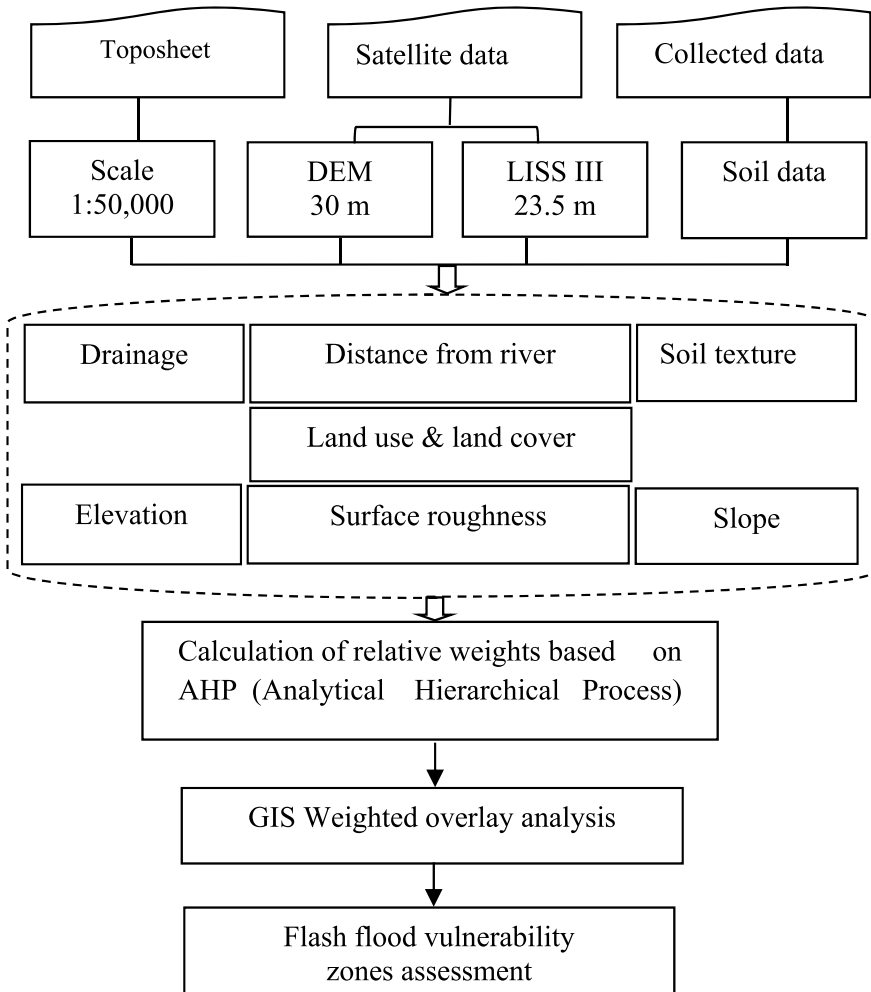 Toposheet
Satellite data
Collected data
Scale
1:50,000
DEM
30 m
LISS III
23.5 m
Soil data
Drainage
Distance from river
Soil texture
Land use & land cover
Elevation
Surface roughness
Slope
Calculation of relative weights based on
AHP (Analytical Hierarchical Process)
GIS Weighted overlay analysis
Flash flood vulnerability
zones assessment